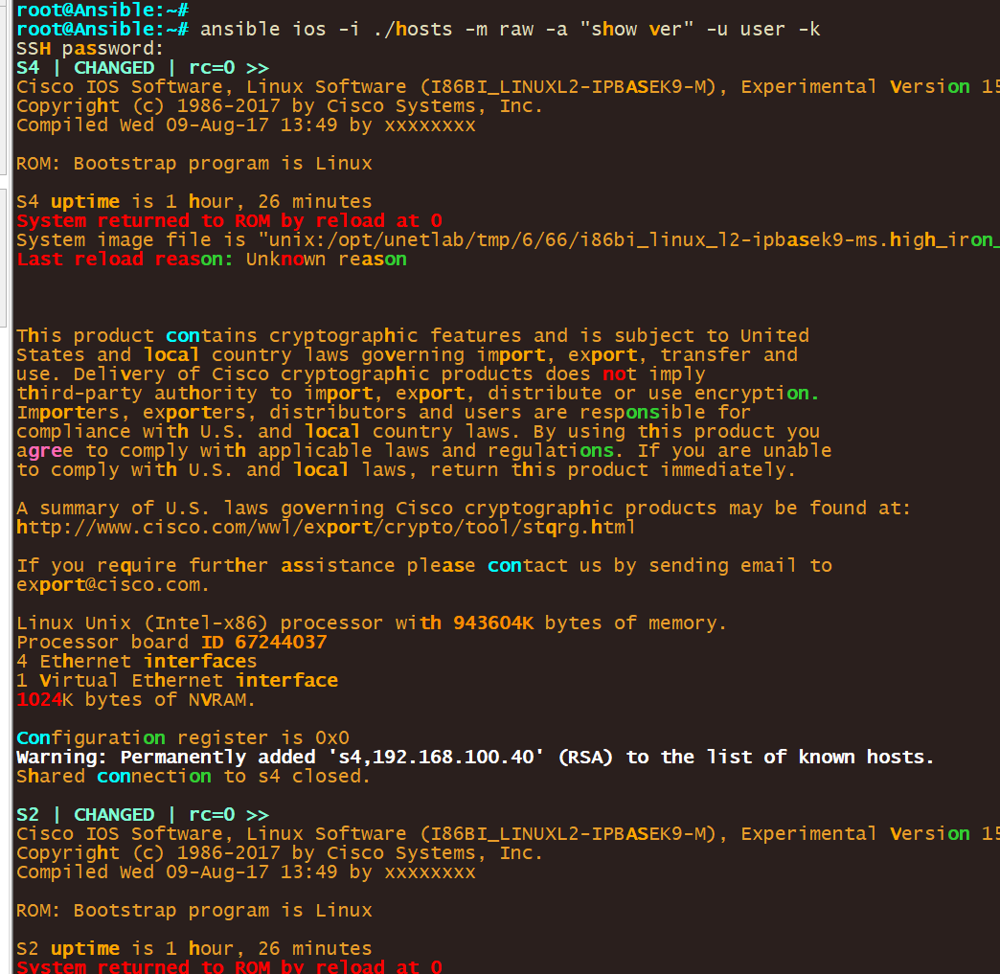 root@Ansible:~#
root@Ansible:~# ansible ios -i ./hosts -m raw -a "show ver" -u user -k
SSH password:
S4 | CHANGED | rc=0 >>
Cisco IOS Software, Linux Software (I86BI_LINUXL2-IPBASEK9-M), Experimental Version 15
Copyright (c) 1986-2017 by Cisco Systems, Inc.
Compiled Wed 09-Aug-17 13:49 by xxxxxxxx
ROM: Bootstrap program is Linux
S4 uptime is 1 hour, 26 minutes
System returned to ROM by reload at 0
System image file is "unix:/opt/unetlab/tmp/6/66/i86bi_linux_l2-ipbasek9-ms.high_iron_
Last reload reason: Unknown reason
This product contains cryptographic features and is subject to United
States and local country laws governing import, export, transfer and
use. Delivery of Cisco cryptographic products does not imply
third-party authority to import, export, distribute or use encryption.
Importers, exporters, distributors and users are responsible for
compliance with U.S. and local country laws. By using this product you
agree to comply with applicable laws and regulations. If you are unable
to comply with U.S. and local laws, return this product immediately.
A summary of U.S. laws governing Cisco cryptographic products may be found at:
http://www.cisco.com/wwl/export/crypto/tool/stqrg.html
If you require further assistance please contact us by sending email to
export@cisco.com.
Linux Unix (Intel-x86) processor with 943604K bytes of memory.
Processor board ID 67244037
4 Ethernet interfaces
1 Virtual Ethernet interface
1024K bytes of NVRAM.
Configuration register is 0x0
Warning: Permanently added 's4,192.168.100.40' (RSA) to the list of known hosts.
Shared connection to s4 closed.
S2 | CHANGED | rc=0 >>
Cisco IOS Software, Linux Software (I86BI_LINUXL2-IPBASEK9-M), Experimental Version 15
Copyright (c) 1986-2017 by Cisco Systems, Inc.
Compiled Wed 09-Aug-17 13:49 by xxxxxxxx
ROM: Bootstrap program is Linux
S2 uptime is 1 hour, 26 minutes
System returned to ROM by reload at 0